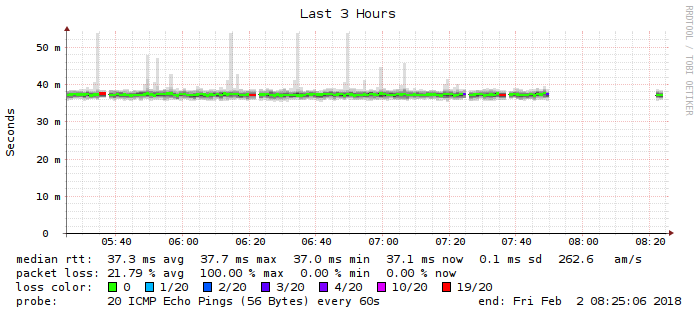 Last 3 Hours
RRDTOOL / TOBI OETIKER
Seconds
50 m
40 m
30 m
20 m
10 m
0
05:40 06:00 06:20 06:40 07:00 07:20 07:40 08:00 08:20
median rtt: 37.3 ms avg 37.7 ms max 37.0 ms min 37.1 ms now 0.1 ms sd 262.6 am/s
packet loss: 21.79 % avg 100.00 % max 0.00 % min 0.00 % now
loss color: 0 1/20 2/20 3/20 4/20 10/20 19/20
probe: 20 ICMP Echo Pings (56 Bytes) every 60s end: Fri Feb 2 08:25:06 2018